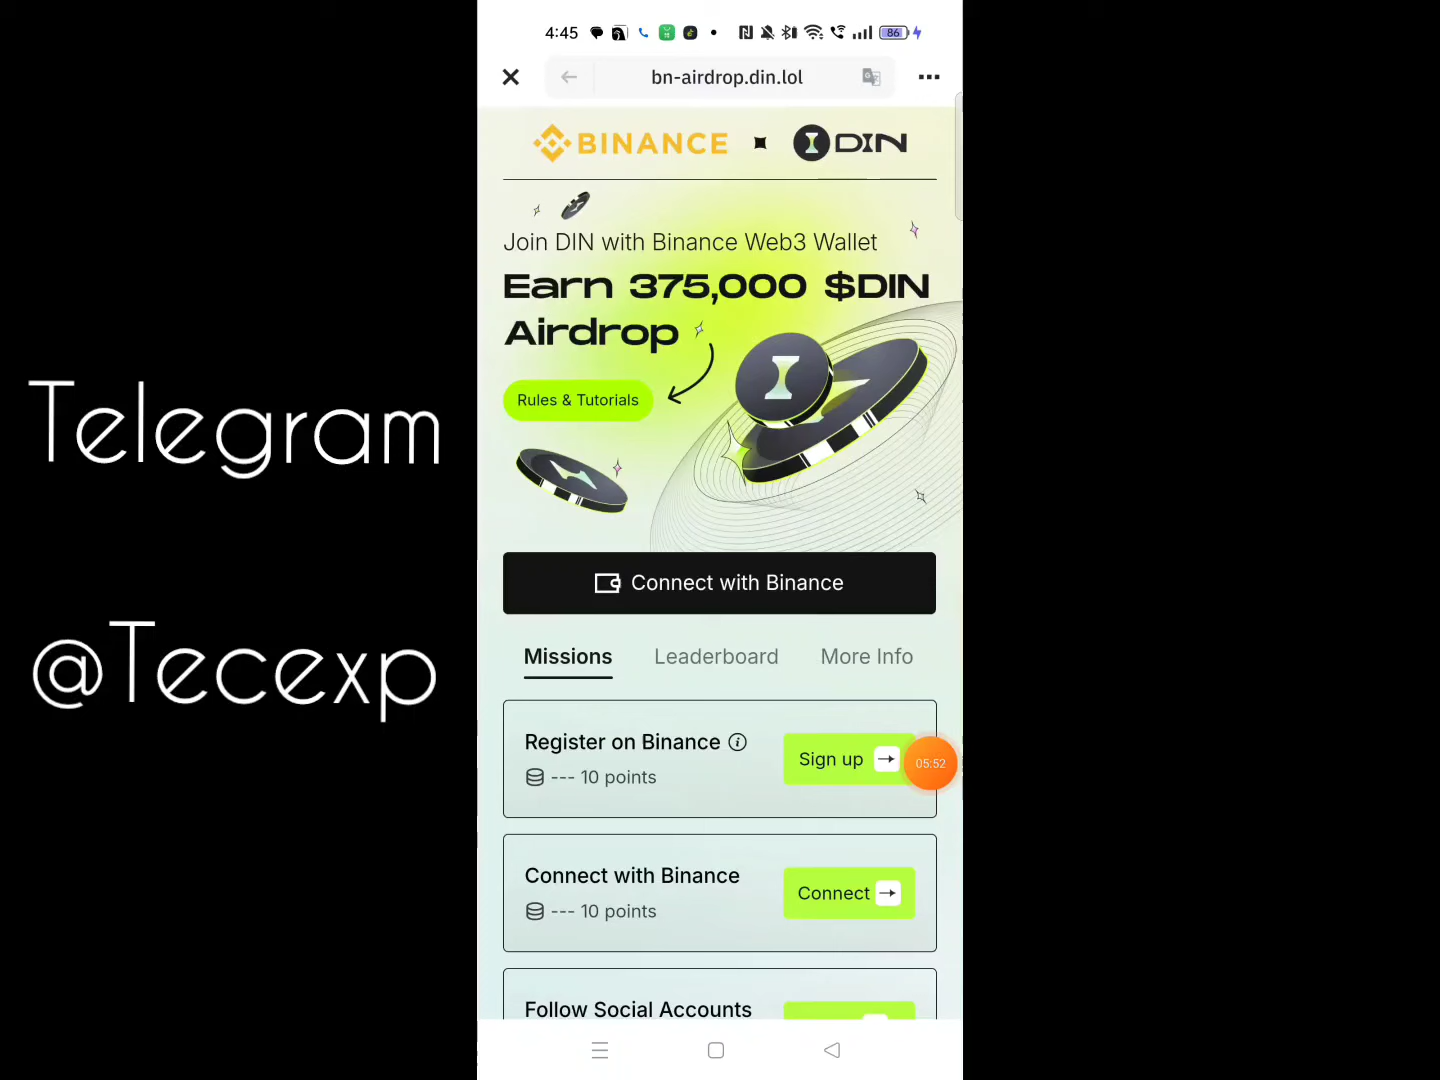 4:45
86
bn-airdrop.din.lol
BINANCE
DIN
Join DIN with Binance Web3 Wallet
Earn 375,000 $DIN
Airdrop
Rules & Tutorials
Telegram
@Tecexp
Connect with Binance
Missions Leaderboard More Info
Register on Binance
--- 10 points
Sign up
05:52
Connect with Binance
--- 10 points
Connect
Follow Social Accounts